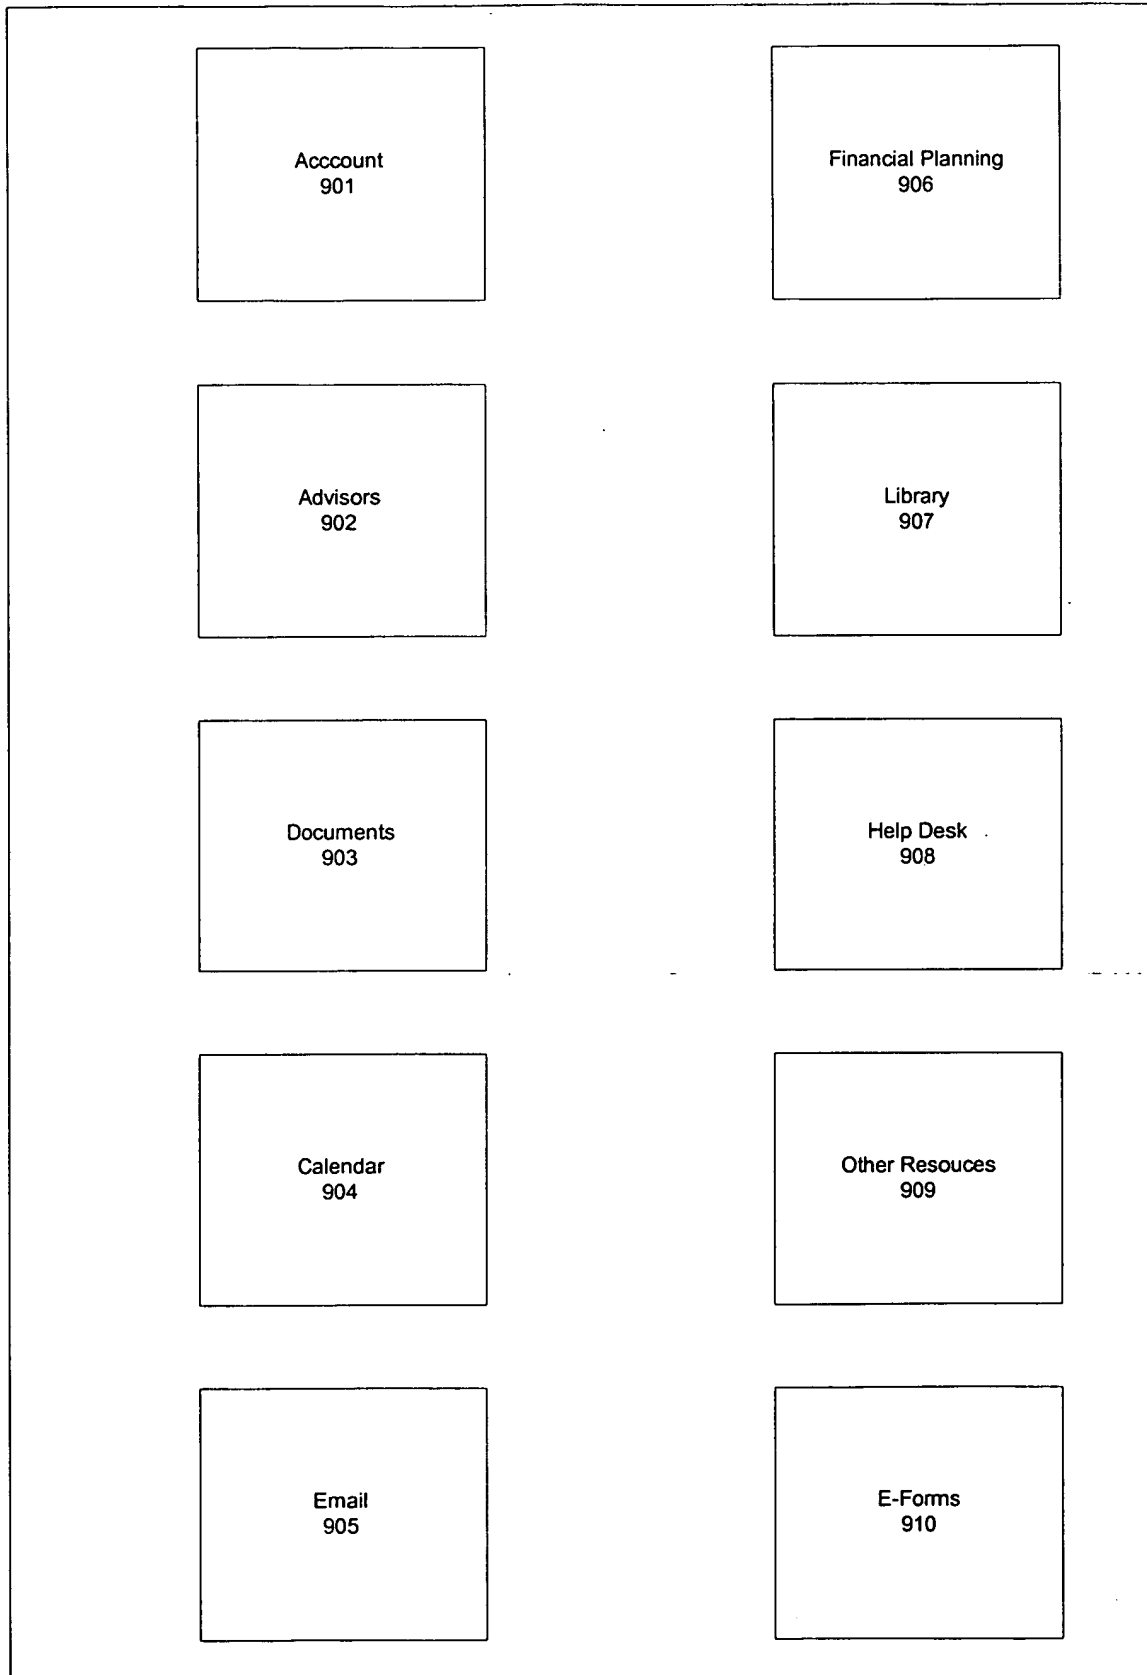 Acccount
901
Financial Planning
906
Advisors
902
Library
907
Documents
903
Help Desk
908
Calendar
904
Other Resouces
909
Email
905
E-Forms
910